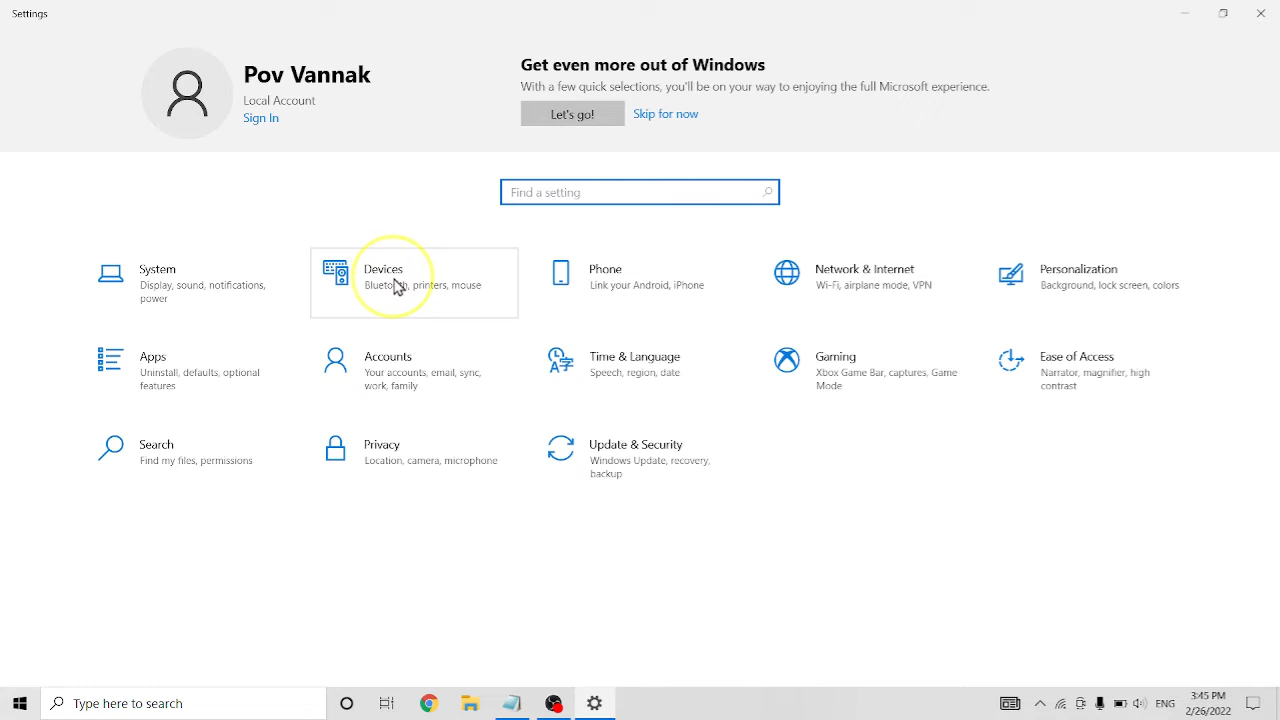 Settings
Pov Vannak
Local Account
Sign In
Get even more out of Windows
With a few quick selections, you'll be on your way to enjoying the full Microsoft experience.
Let's go!
Skip for now
Find a setting
System
Display, sound, notifications,
power
Devices
Bluetooth, printers, mouse
Phone
Link your Android, iPhone
Network & Internet
Wi-Fi, airplane mode, VPN
Personalization
Background, lock screen, colors
Apps
Uninstall, defaults, optional
features
Accounts
Your accounts, email, sync,
work, family
Time & Language
Speech, region, date
Gaming
Xbox Game Bar, captures, Game
Mode
Ease of Access
Narrator, magnifier, high
contrast
Search
Find my files, permissions
Privacy
Location, camera, microphone
Update & Security
Windows Update, recovery,
backup
Type here to search
ENG
3:45 PM
2/26/2022